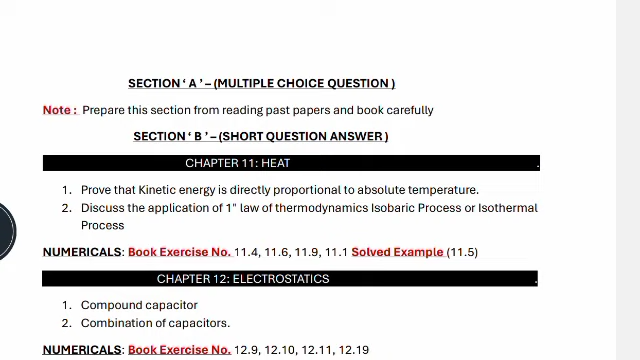 SECTION ‘ A ’ – (MULTIPLE CHOICE QUESTION )
Note : Prepare this section from reading past papers and book carefully
SECTION ‘ B ’ – (SHORT QUESTION ANSWER )
CHAPTER 11: HEAT .
1. Prove that Kinetic energy is directly proportional to absolute temperature.
2. Discuss the application of 1" law of thermodynamics Isobaric Process or Isothermal
Process
NUMERICALS: Book Exercise No. 11.4, 11.6, 11.9, 11.1 Solved Example (11.5)
CHAPTER 12: ELECTROSTATICS .
1. Compound capacitor
2. Combination of capacitors.
NUMERICALS: Book Exercise No. 12.9, 12.10, 12.11, 12.19